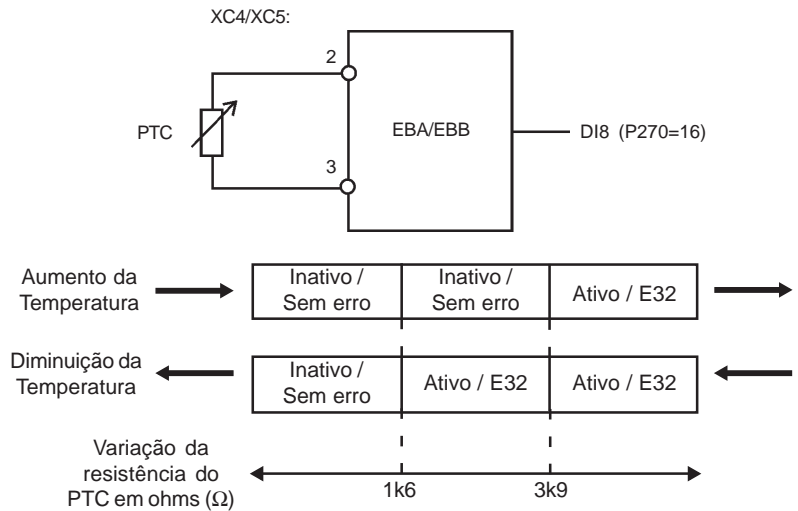 XC4/XC5:
2
PTC
EBA/EBB
DI8 (P270=16)
3
Aumento da
Temperatura
Inativo /
Sem erro
Inativo /
Sem erro
Ativo / E32
Diminuição da
Temperatura
Inativo /
Sem erro
Ativo / E32
Ativo / E32
Variação da
resistência do
PTC em ohms (Ω)
1k6
3k9